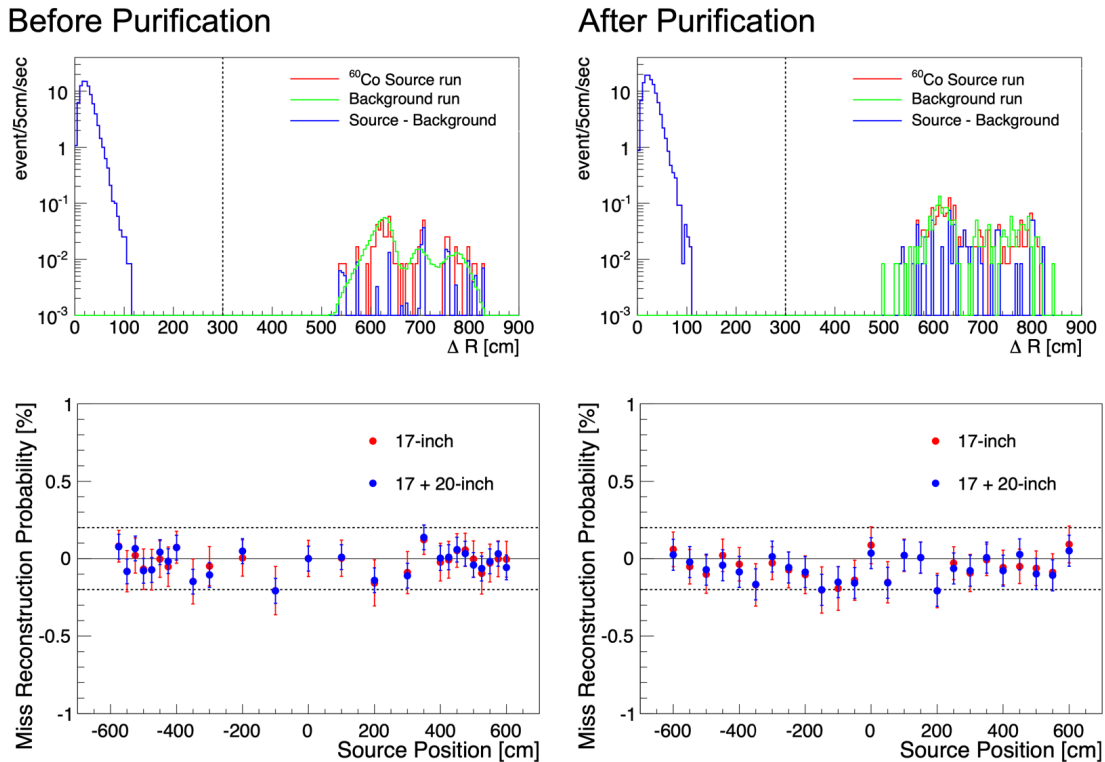 Before Purification
After Purification
event/5cm/sec
10
1
10-1
10-2
10-3
60Co Source run
Background run
Source - Background
0 100 200 300 400 500 600 700 800 900
Δ R [cm]
event/5cm/sec
10
1
10-1
10-2
10-3
60Co Source run
Background run
Source - Background
0 100 200 300 400 500 600 700 800 900
Δ R [cm]
Miss Reconstruction Probability [%]
1
0.5
0
-0.5
-1
17-inch
17 + 20-inch
-600 -400 -200 0 200 400 600
Source Position [cm]
Miss Reconstruction Probability [%]
1
0.5
0
-0.5
-1
17-inch
17 + 20-inch
-600 -400 -200 0 200 400 600
Source Position [cm]